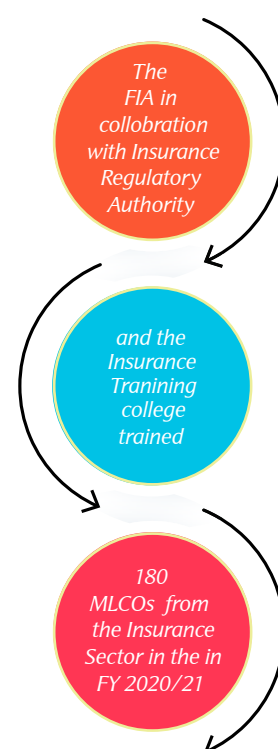 The
FIA in
collobration
with Insurance
Regulatory
Authority
and the
Insurance
Tranining
college
trained
180
MLCOs from
the Insurance
Sector in the in
FY 2020/21